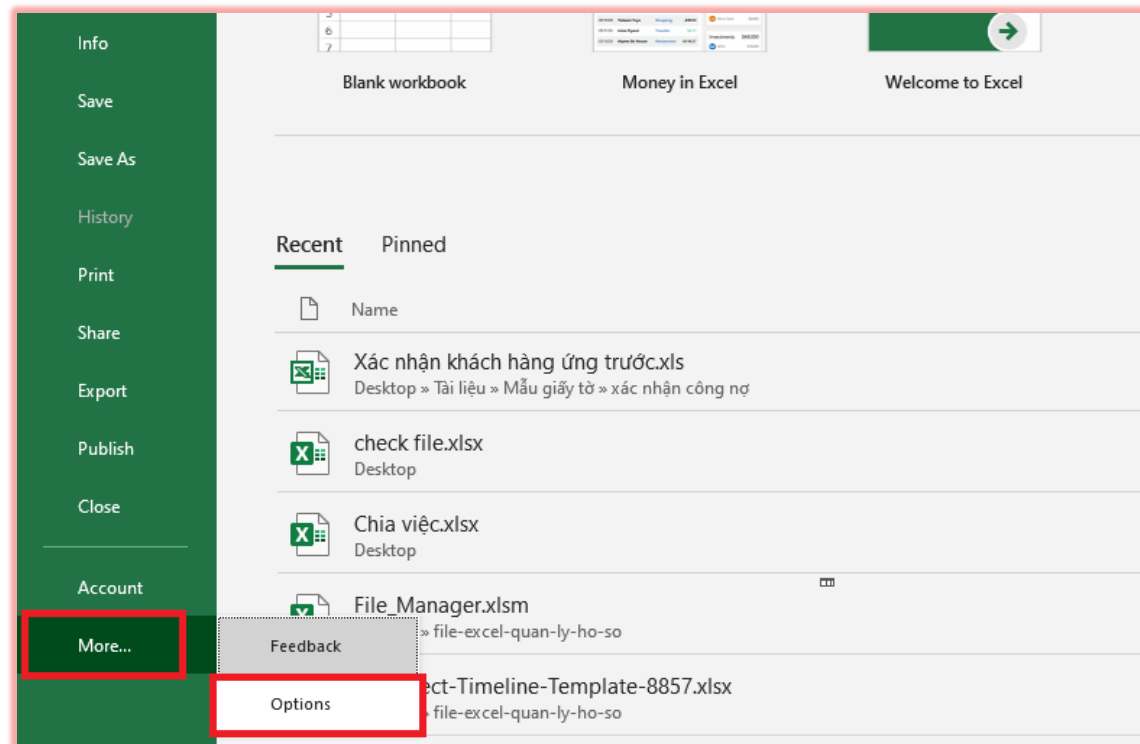 Info
Save
Save As
History
Print
Share
Export
Publish
Close
Account
More...
Feedback
Options
6
7
Blank workbook
Money in Excel
Welcome to Excel
Recent Pinned
Name
Xác nhận khách hàng ứng trước.xls
Desktop » Tài liệu » Mẫu giấy tờ » xác nhận công nợ
check file.xlsx
Desktop
Chia việc.xlsx
Desktop
File_Manager.xlsm
» file-excel-quan-ly-ho-so
ect-Timeline-Template-8857.xlsx
» file-excel-quan-ly-ho-so